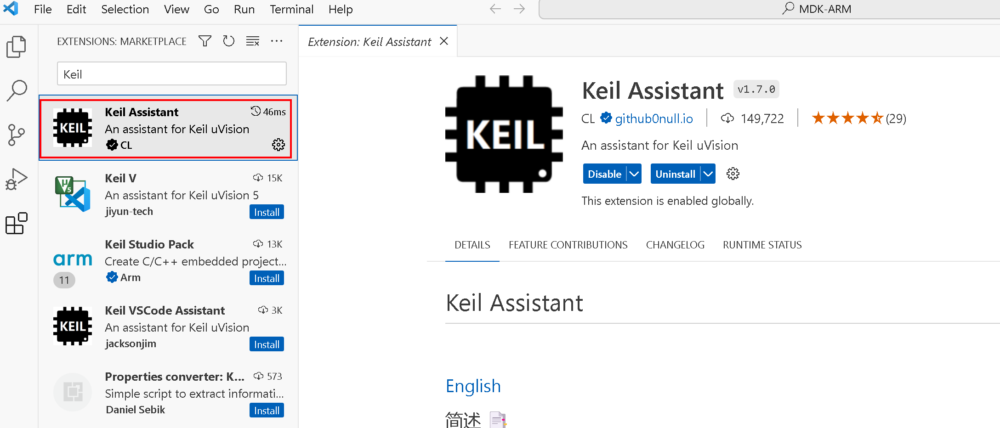 File Edit Selection View Go Run Terminal Help
MDK-ARM
EXTENSIONS: MARKETPLACE
Keil
KEIL
Keil Assistant
46ms
An assistant for Keil uVision
CL
μV5
Keil V
15K
An assistant for Keil uVision 5
jiyun-tech
Install
arm
11
Keil Studio Pack
13K
Create C/C++ embedded project...
Arm
Install
KEIL
Keil VSCode Assistant
3K
An assistant for Keil uVision
jacksonjim
Install
Properties converter: K...
573
Simple script to extract informati...
Daniel Sebik
Install
Extension: Keil Assistant
KEIL
Keil Assistant v1.7.0
CL github0null.io 149,722 (29)
An assistant for Keil uVision
Disable Uninstall
This extension is enabled globally.
DETAILS FEATURE CONTRIBUTIONS CHANGELOG RUNTIME STATUS
Keil Assistant
English
简述